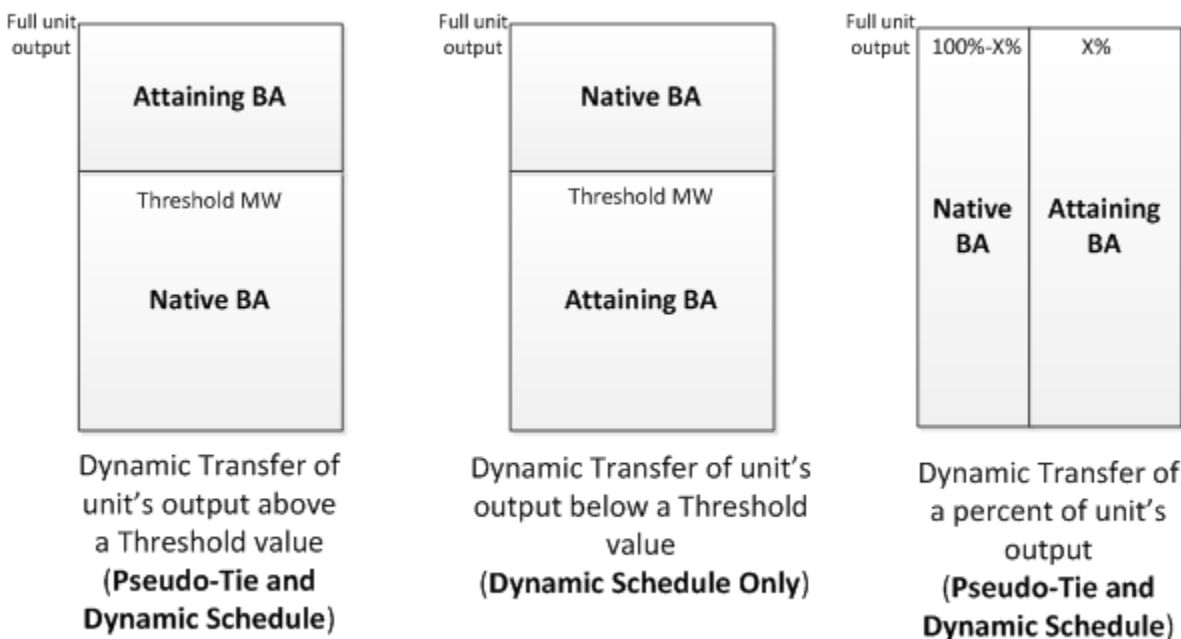 Full unit
output
Attaining BA
Threshold MW
Native BA
Dynamic Transfer of
unit's output above
a Threshold value
(Pseudo-Tie and
Dynamic Schedule)
Full unit
output
Native BA
Threshold MW
Attaining BA
Dynamic Transfer of unit's
output below a Threshold
value
(Dynamic Schedule Only)
Full unit
output
100%-X%
X%
Native
BA
Attaining
BA
Dynamic Transfer of
a percent of unit's
output
(Pseudo-Tie and
Dynamic Schedule)